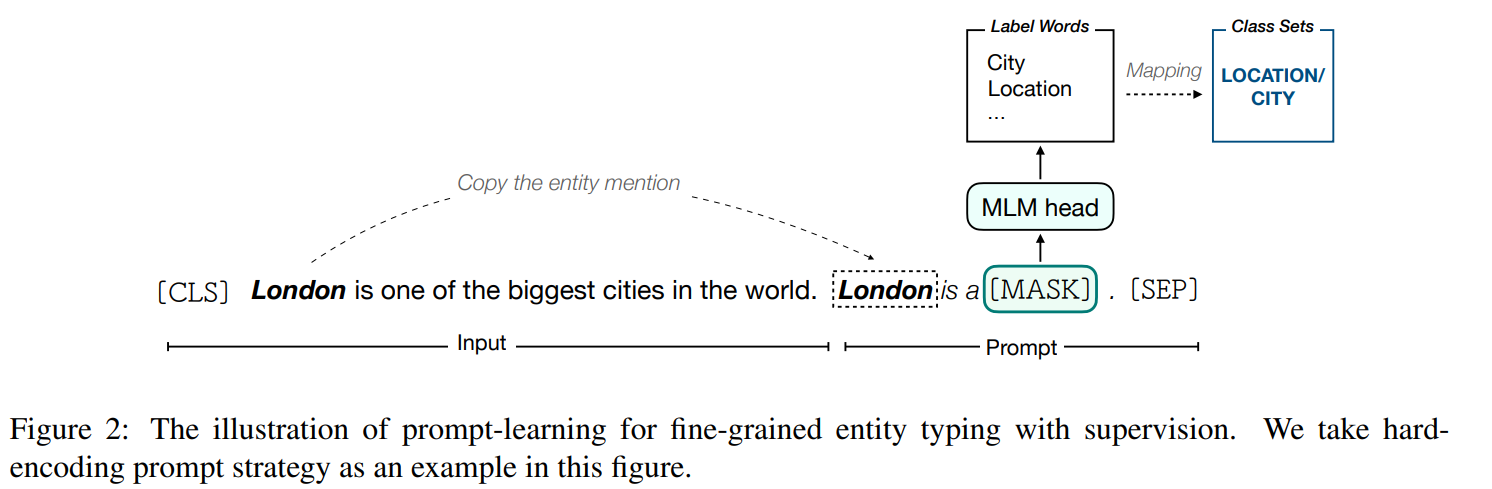 Label Words
City
Location
...
Mapping
Class Sets
LOCATION/
CITY
Copy the entity mention
MLM head
[CLS] London is one of the biggest cities in the world. London is a [MASK] . [SEP]
Input
Prompt
Figure 2: The illustration of prompt-learning for fine-grained entity typing with supervision. We take hard-
encoding prompt strategy as an example in this figure.